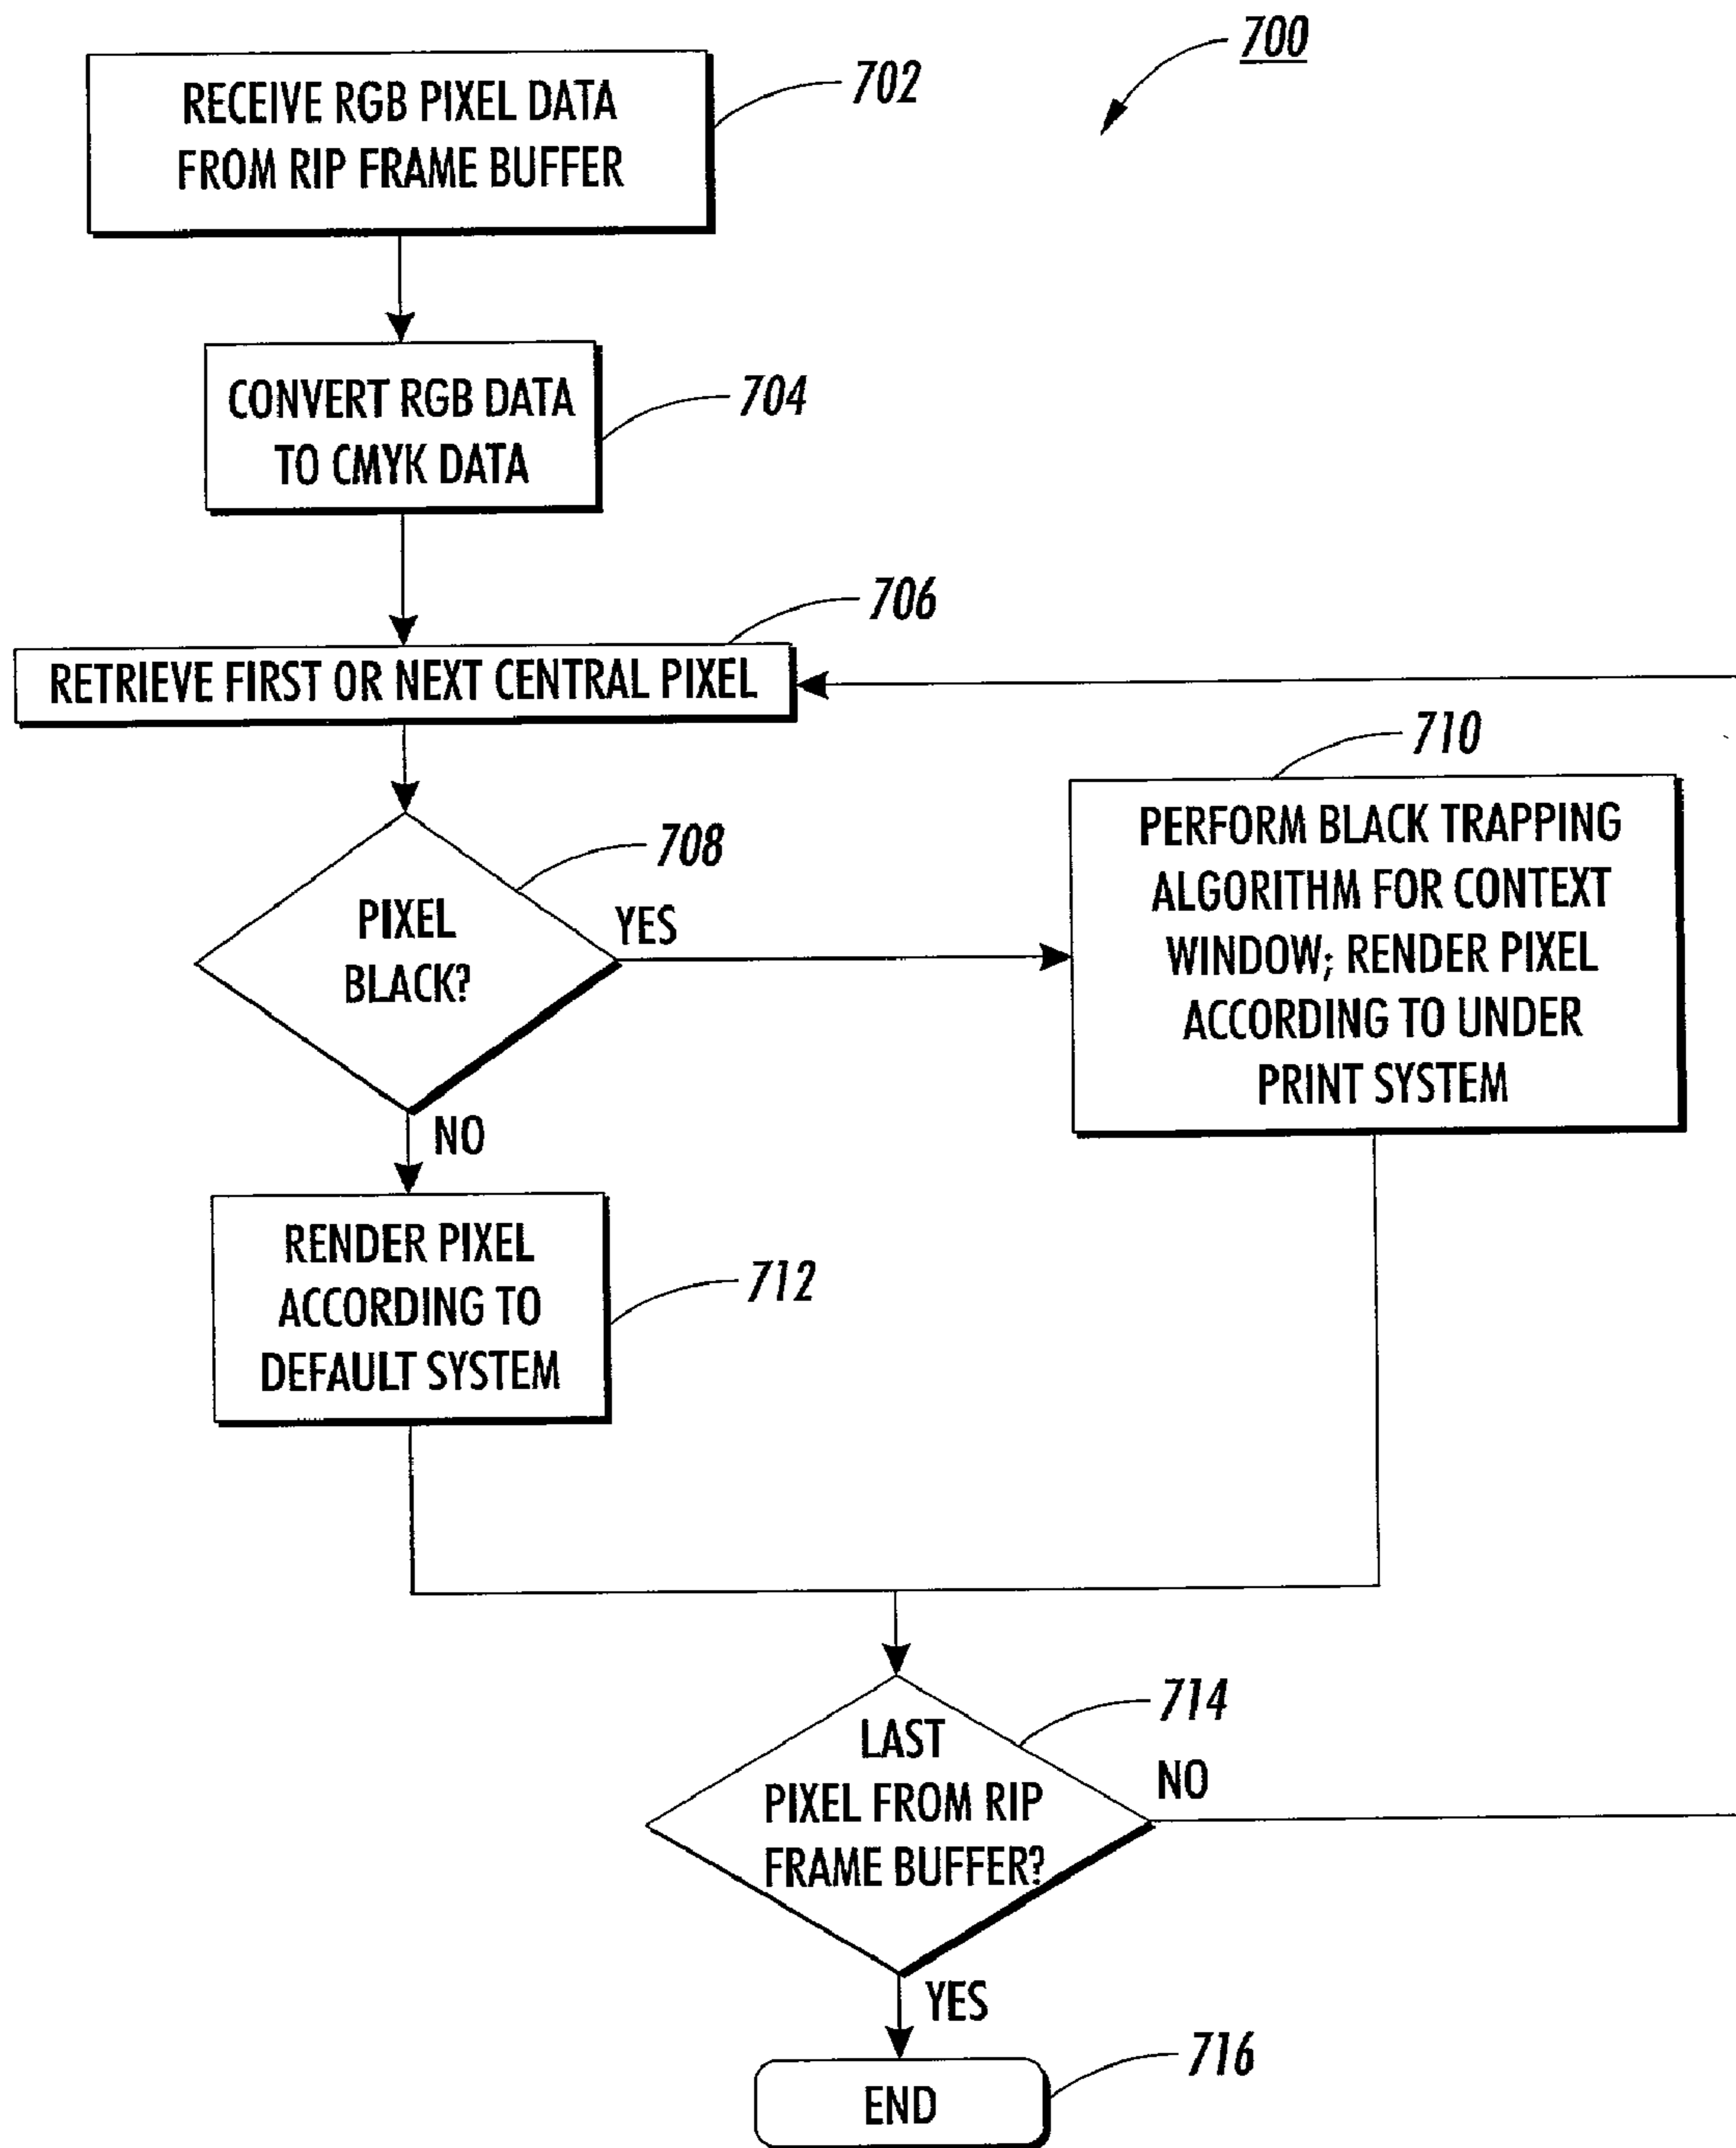 700
RECEIVE RGB PIXEL DATA
FROM RIP FRAME BUFFER
702
CONVERT RGB DATA
TO CMYK DATA
704
706
RETRIEVE FIRST OR NEXT CENTRAL PIXEL
708
PIXEL
BLACK?
YES
NO
710
PERFORM BLACK TRAPPING
ALGORITHM FOR CONTEXT
WINDOW; RENDER PIXEL
ACCORDING TO UNDER
PRINT SYSTEM
RENDER PIXEL
ACCORDING TO
DEFAULT SYSTEM
712
714
LAST
PIXEL FROM RIP
FRAME BUFFER?
NO
YES
716
END